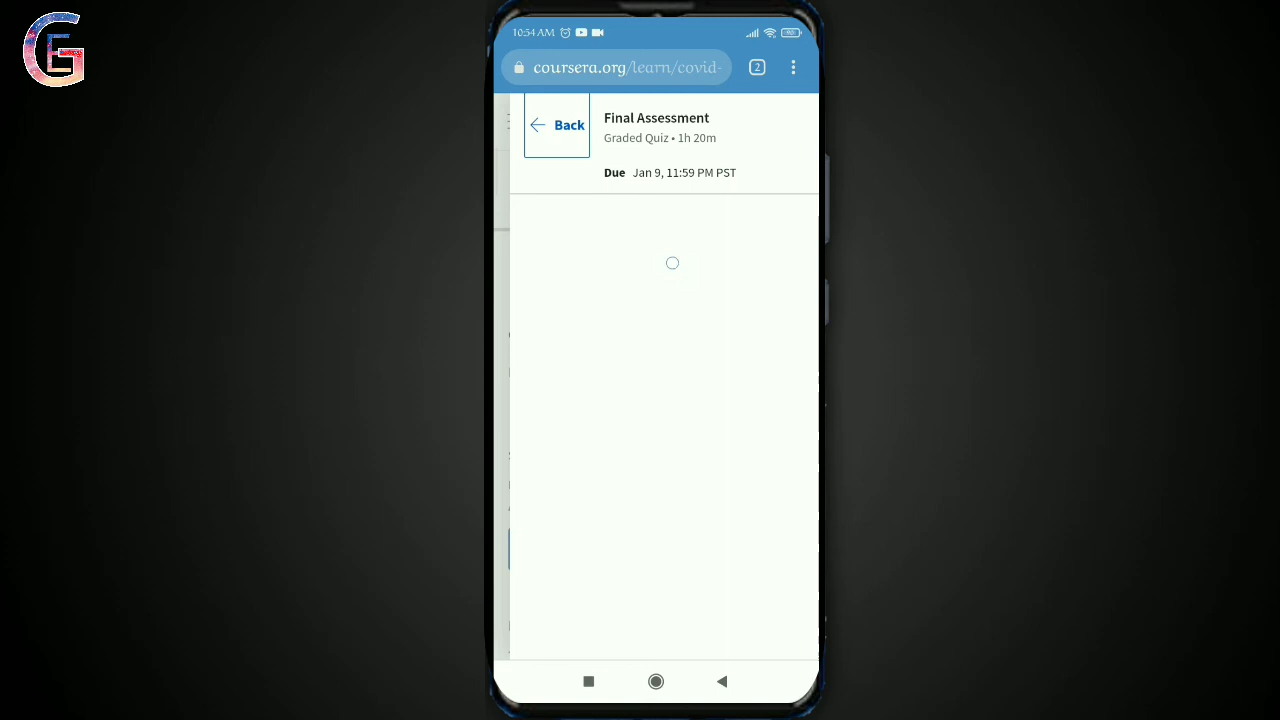 10:54 AM
coursera.org/learn/covid-
2
Back
Final Assessment
Graded Quiz • 1h 20m
Due Jan 9, 11:59 PM PST